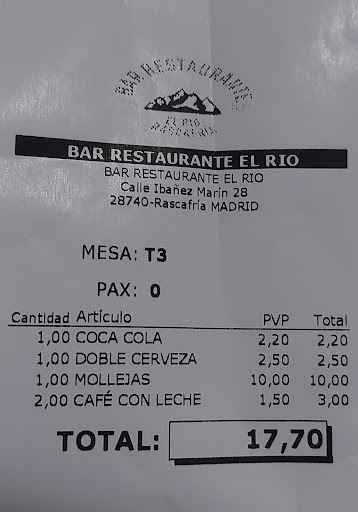 BAR RESTAURANTE
EL RIO
RASCAFRÍA
BAR RESTAURANTE EL RIO
BAR RESTAURANTE EL RIO
Calle Ibañez Marín 28
28740-Rascafría MADRID
MESA: T3
PAX: 0
Cantidad Artículo PVP Total
1,00 COCA COLA 2,20 2,20
1,00 DOBLE CERVEZA 2,50 2,50
1,00 MOLLEJAS 10,00 10,00
2,00 CAFÉ CON LECHE 1,50 3,00
TOTAL: 17,70